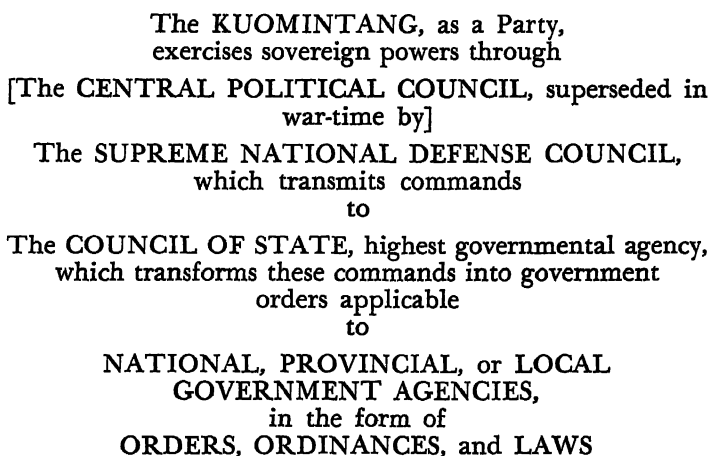 The KUOMINTANG, as a Party,
exercises sovereign powers through
[The CENTRAL POLITICAL COUNCIL, superseded in
war-time by]
The SUPREME NATIONAL DEFENSE COUNCIL,
which transmits commands
to
The COUNCIL OF STATE, highest governmental agency,
which transforms these commands into government
orders applicable
to
NATIONAL, PROVINCIAL, or LOCAL
GOVERNMENT AGENCIES,
in the form of
ORDERS, ORDINANCES, and LAWS